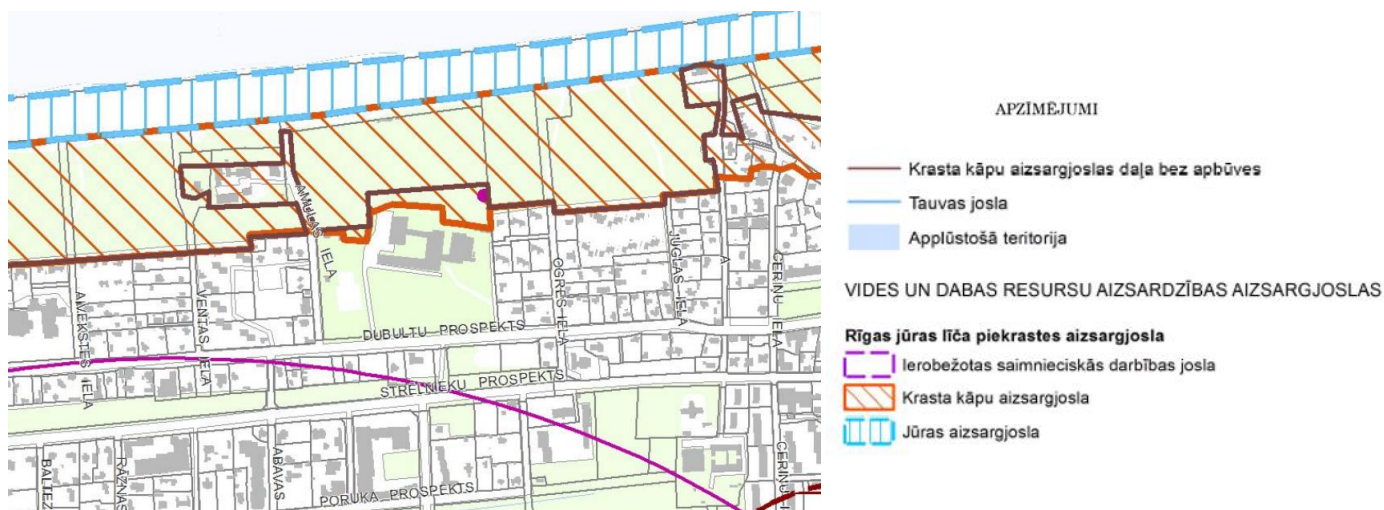 AMULAS IELA
AIVIEKSTES IELA
VENTAS IELA
OGRES IELA
JŪGLAS IELA
A
CERIŅU IELA
DUBULTU PROSPEKTS
STRĒLNIEKU PROSPEKTS
BALTEZ
RĀZNAS
ABAVAS
PORUKA PROSPEKTS
CERIŅU
APZĪMĒJUMI
Krasta kāpu aizsargjoslas daļa bez apbūves
Tauvas josla
Applūstošā teritorija
VIDES UN DABAS RESURSU AIZSARDZĪBAS AIZSARGJOSLAS
Rīgas jūras līča piekrastes aizsargjosla
Ierobežotas saimnieciskās darbības josla
Krasta kāpu aizsargjosla
Jūras aizsargjosla